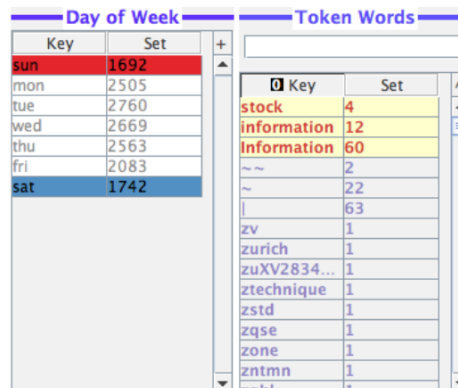 Day of Week
Key Set +
sun 1692
mon 2505
tue 2760
wed 2669
thu 2563
fri 2083
sat 1742
Token Words
0 Key Set
stock 4
information 12
Information 60
~~ 2
~ 22
| 63
zv 1
zurich 1
zuXV2834... 1
ztechnique 1
zstd 1
zqse 1
zone 1
zntmn 1